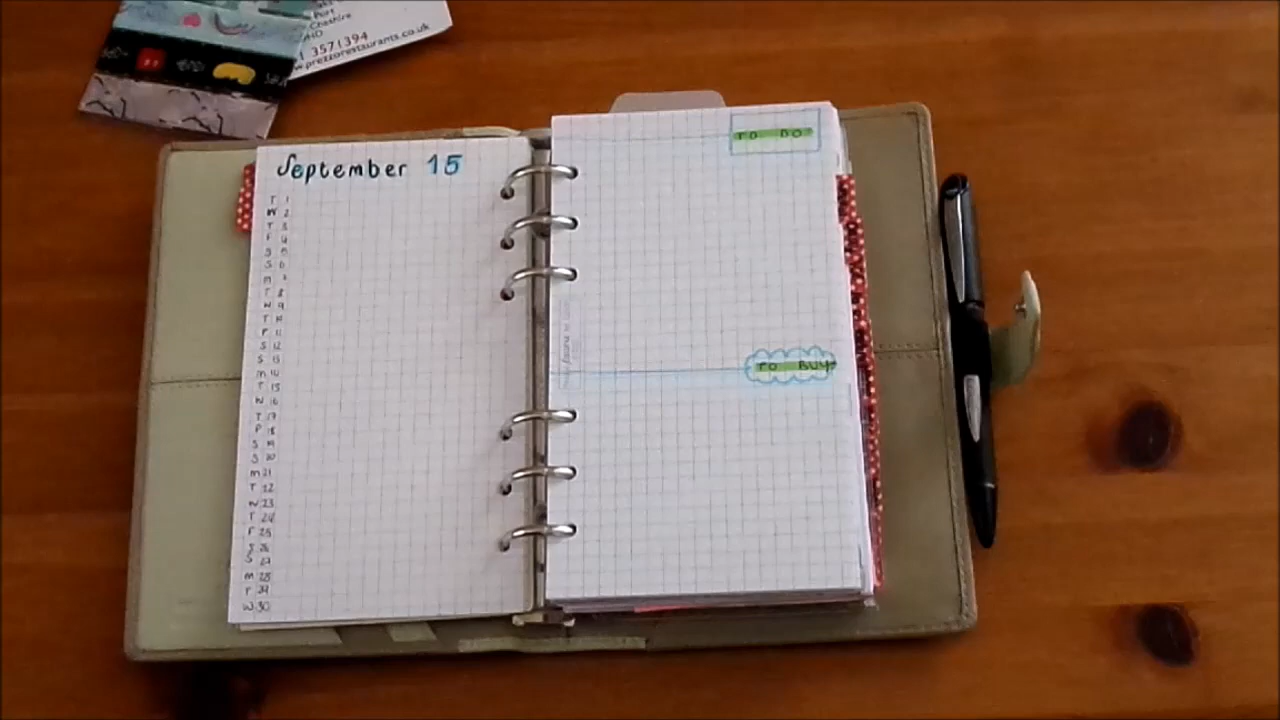 Port
Cheshire
3571394
w.prezzorestaurants.co.uk
September 15
T 1
W 2
T 3
F 4
S 5
S 6
M 7
T 8
W 9
T 10
F 11
S 12
S 13
M 14
T 15
W 16
T 17
F 18
S 19
S 20
M 21
T 22
W 23
T 24
F 25
S 26
S 27
M 28
T 29
W 30
TO DO
TO BUY